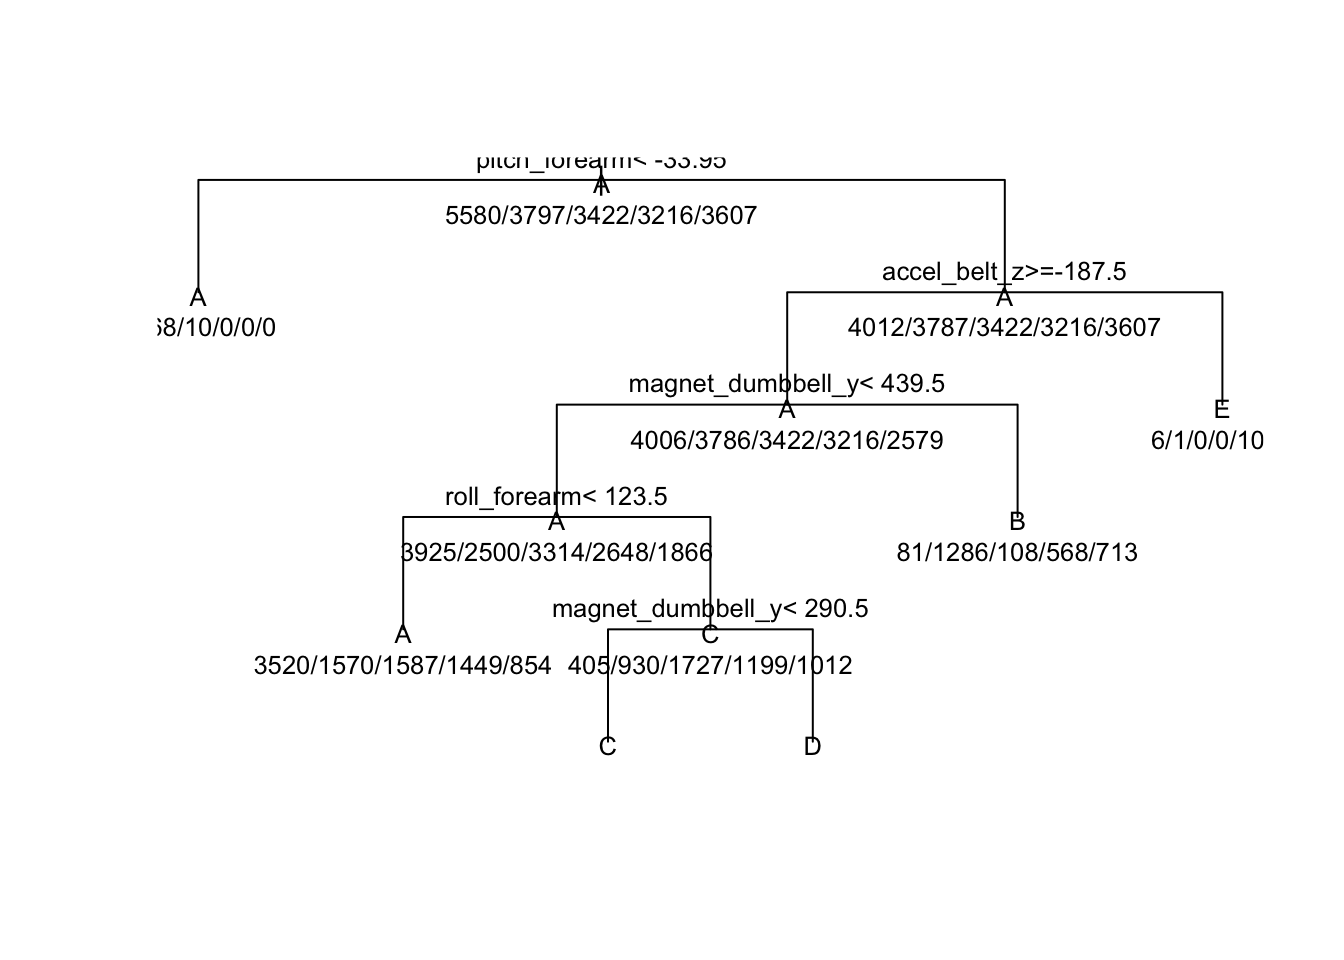 pitch_forearm< -33.95
A
5580/3797/3422/3216/3607
accel_belt_z>=-187.5
A
A
68/10/0/0/0
4012/3787/3422/3216/3607
magnet_dumbbell_y< 439.5
A
E
4006/3786/3422/3216/2579
6/1/0/0/10
roll_forearm< 123.5
A
B
3925/2500/3314/2648/1866
81/1286/108/568/713
magnet_dumbbell_y< 290.5
A
C
3520/1570/1587/1449/854
405/930/1727/1199/1012
C
D